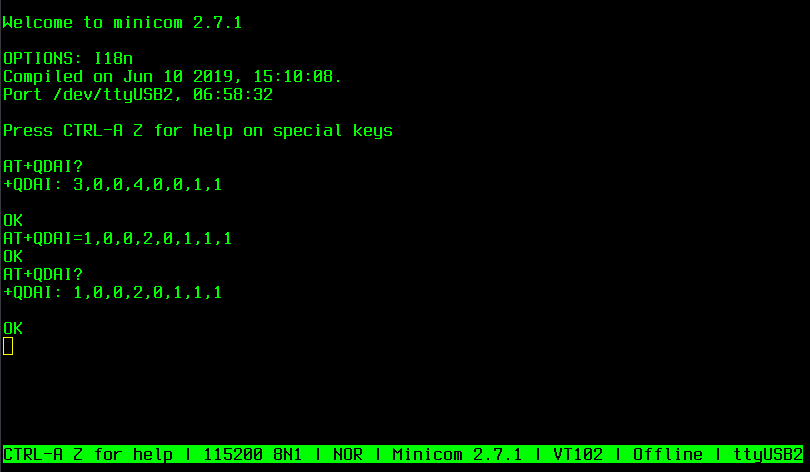 Welcome to minicom 2.7.1
OPTIONS: I18n
Compiled on Jun 10 2019, 15:10:08.
Port /dev/ttyUSB2, 06:58:32
Press CTRL-A Z for help on special keys
AT+QDAI?
+QDAI: 3,0,0,4,0,0,1,1
OK
AT+QDAI=1,0,0,2,0,1,1,1
OK
AT+QDAI?
+QDAI: 1,0,0,2,0,1,1,1
OK
CTRL-A Z for help | 115200 8N1 | NOR | Minicom 2.7.1 | VT102 | Offline | ttyUSB2